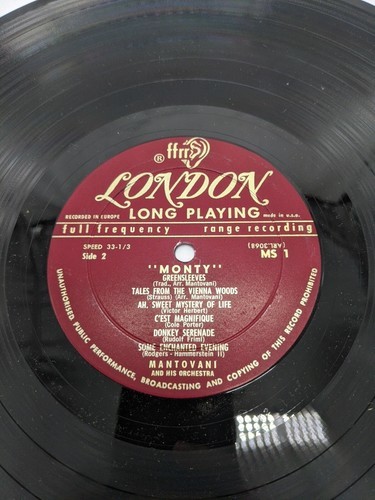 ffrr
®
LONDON
RECORDED IN EUROPE LONG PLAYING made in u.s.a.
full frequency range recording
SPEED 33-1/3 (ARL.3068)
Side 2 MS 1
"MONTY"
GREENSLEEVES
(Trad., Arr. Mantovani)
TALES FROM THE VIENNA WOODS
(Strauss) (Arr. Mantovani)
AH, SWEET MYSTERY OF LIFE
(Victor Herbert)
C'EST MAGNIFIQUE
(Cole Porter)
DONKEY SERENADE
(Rudolf Friml)
SOME ENCHANTED EVENING
(Rodgers - Hammerstein II)
MANTOVANI
AND HIS ORCHESTRA
UNAUTHORISED PUBLIC PERFORMANCE, BROADCASTING AND COPYING OF THIS RECORD PROHIBITED